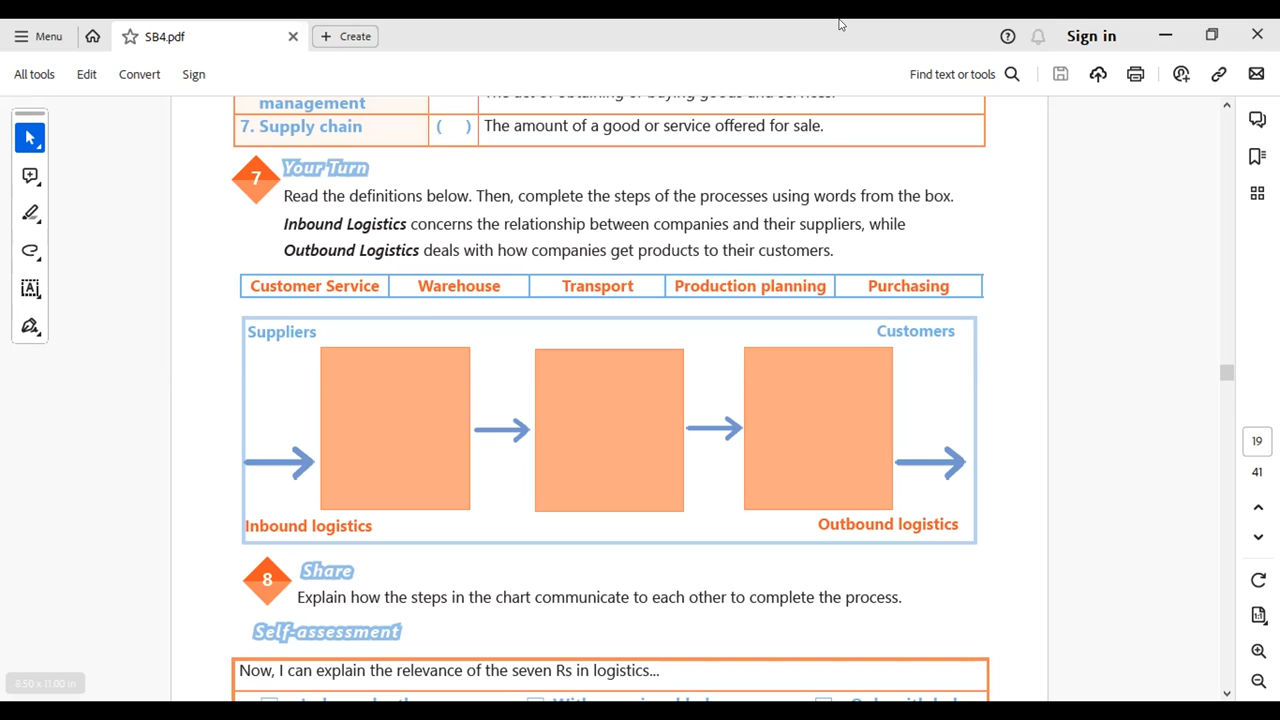 Menu
SB4.pdf
Create
Sign in
All tools
Edit
Convert
Sign
Find text or tools
management
7. Supply chain ( ) The amount of a good or service offered for sale.
7 Your Turn
Read the definitions below. Then, complete the steps of the processes using words from the box.
Inbound Logistics concerns the relationship between companies and their suppliers, while
Outbound Logistics deals with how companies get products to their customers.
Customer Service Warehouse Transport Production planning Purchasing
Suppliers Customers
Inbound logistics Outbound logistics
8 Share
Explain how the steps in the chart communicate to each other to complete the process.
Self-assessment
Now, I can explain the relevance of the seven Rs in logistics...
19
41
8.50 x 11.00 in